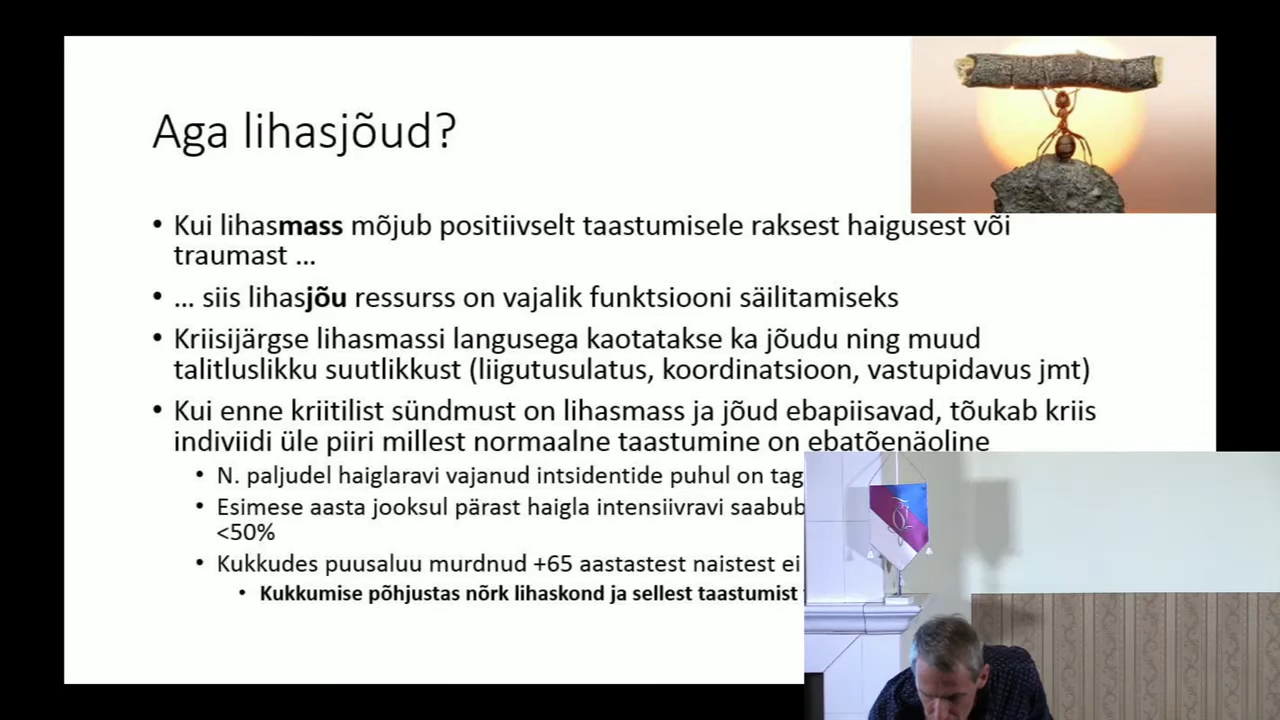 Aga lihasjõud?
• Kui lihasmass mõjub positiivselt taastumisele raksest haigusest või
traumast …
• … siis lihasjõu ressurss on vajalik funktsiooni säilitamiseks
• Kriisijärgse lihasmassi langusega kaotatakse ka jõudu ning muud
talitluslikku suutlikkust (liigutusulatus, koordinatsioon, vastupidavus jmt)
• Kui enne kriitilist sündmust on lihasmass ja jõud ebapiisavad, tõukab kriis
indiviidi üle piiri millest normaalne taastumine on ebatõenäoline
• N. paljudel haiglaravi vajanud intsidentide puhul on tag
• Esimese aasta jooksul pärast haigla intensiivravi saabub
<50%
• Kukkudes puusaluu murdnud +65 aastastest naistest ei
• Kukkumise põhjustas nõrk lihaskond ja sellest taastumist